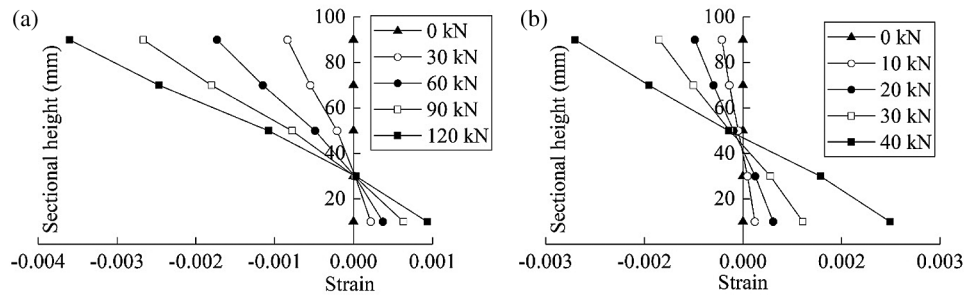 (a)
100
80
60
40
20
Sectional height (mm)
0 kN
30 kN
60 kN
90 kN
120 kN
-0.004
-0.003
-0.002
-0.001
0.000
0.001
Strain
(b)
100
80
60
40
20
Sectional height (mm)
0 kN
10 kN
20 kN
30 kN
40 kN
-0.003
-0.002
0.000
0.002
0.003
Strain